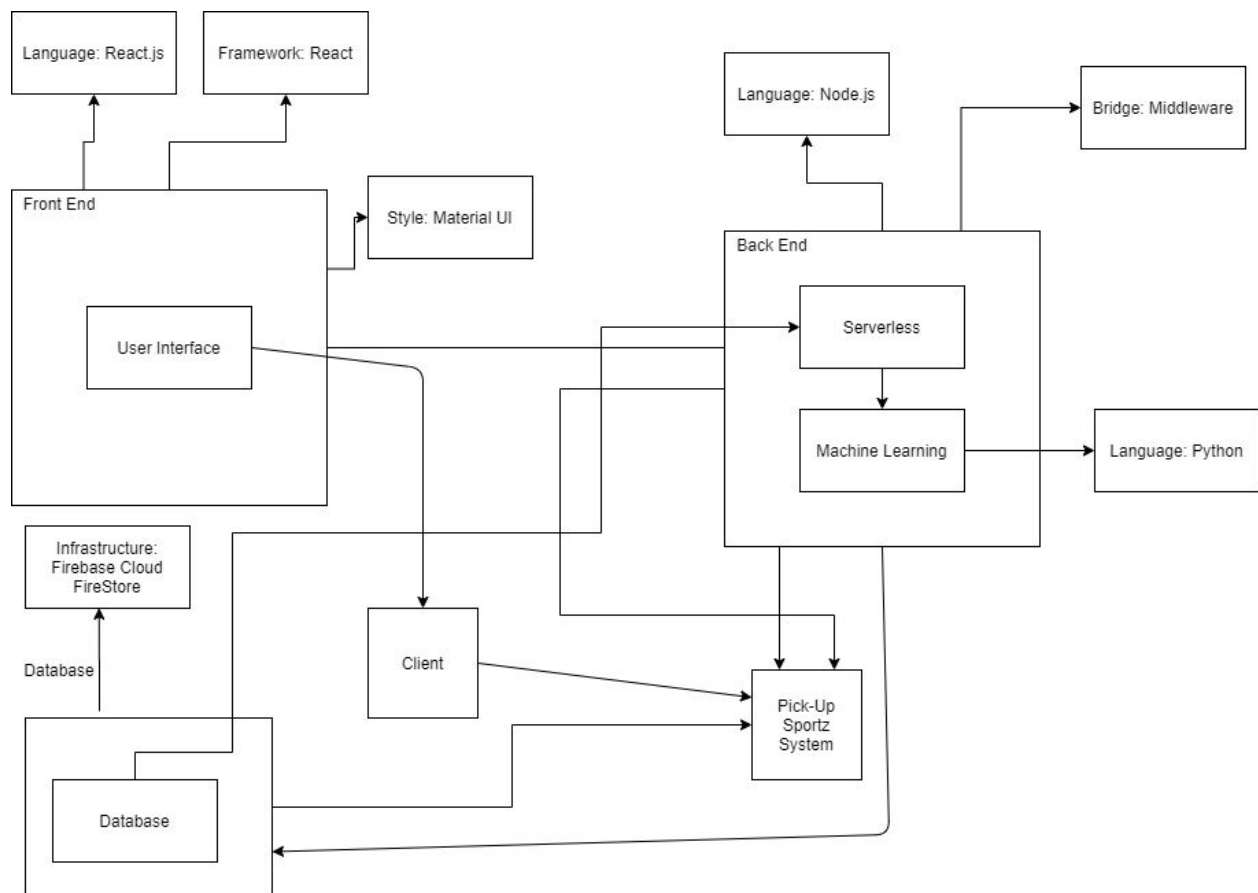 Language: React.js
Framework: React
Language: Node.js
Bridge: Middleware
Front End
Style: Material UI
Back End
Serverless
User Interface
Machine Learning
Language: Python
Infrastructure:
Firebase Cloud
FireStore
Database
Client
Pick-Up
Sportz
System
Database